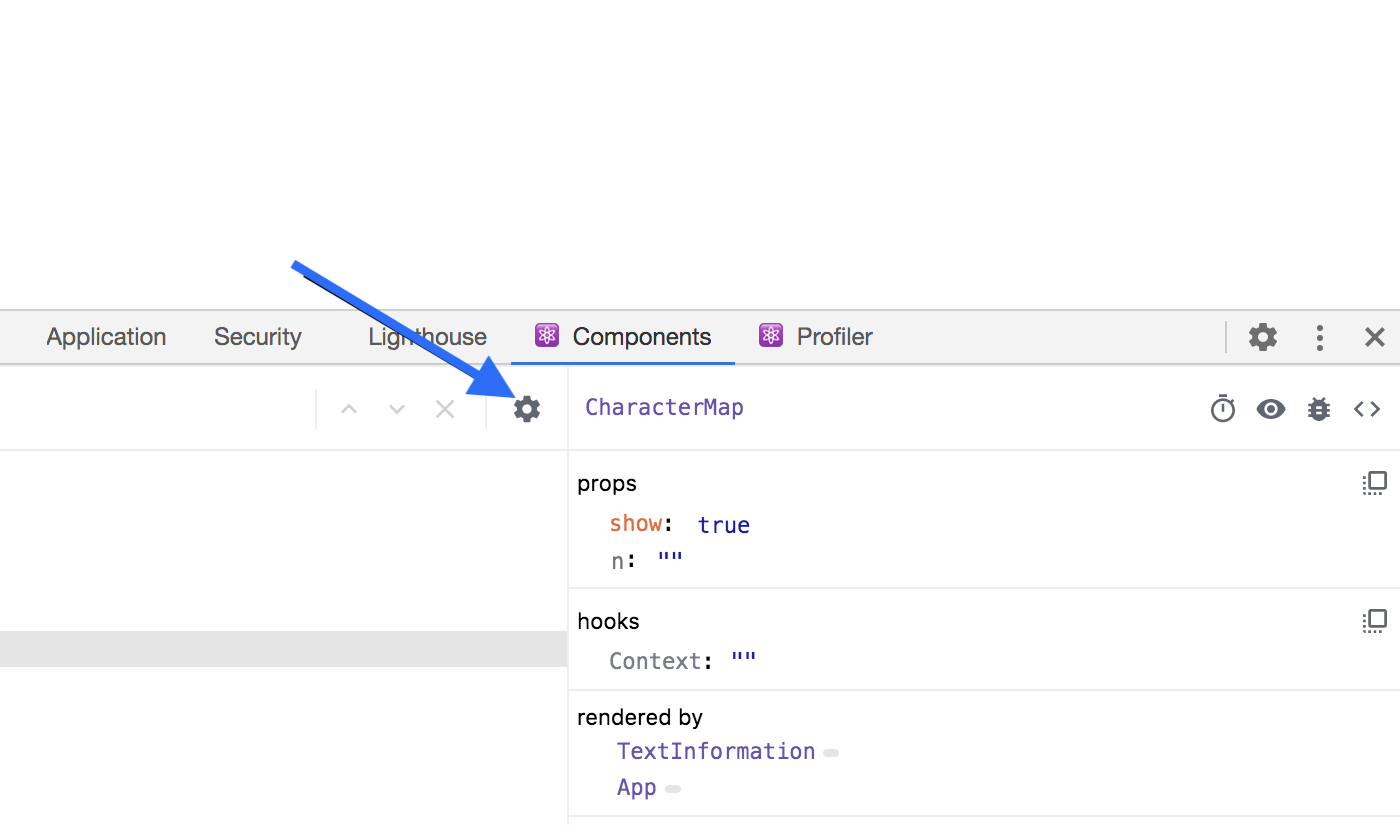 Application Security Lighthouse Components Profiler
CharacterMap
props
show: true
n: ""
hooks
Context: ""
rendered by
TextInformation
App